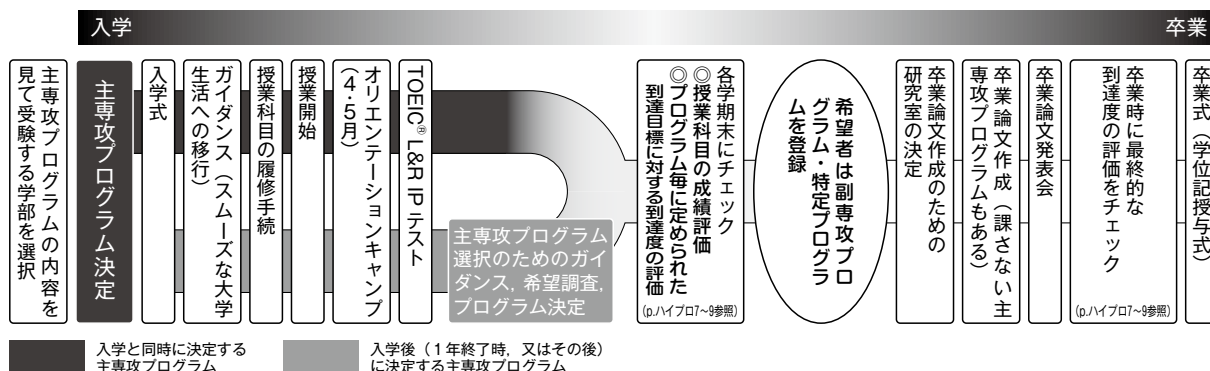 入学
卒業
主専攻プログラムの内容を
見て受験する学部を選択
主専攻プログラム決定
入学式
ガイダンス（スムーズな大学
生活への移行）
授業科目の履修手続
授業開始
オリエンテーションキャンプ
（4・5月）
TOEIC® L&R IP テスト
主専攻プログラム
選択のためのガイ
ダンス，希望調査，
プログラム決定
各学期末にチェック
◎授業科目の成績評価
◎プログラム毎に定められた
到達目標に対する到達度の評価
（p.ハイプロ7〜9参照）
希望者は副専攻プロ
グラム・特定プログラ
ムを登録
卒業論文作成のための
研究室の決定
卒業論文作成（課さない主
専攻プログラムもある）
卒業論文発表会
卒業時に最終的な
到達度の評価をチェック
（p.ハイプロ7〜9参照）
卒業式（学位記授与式）
入学と同時に決定する
主専攻プログラム
入学後（1年終了時，又はその後）
に決定する主専攻プログラム